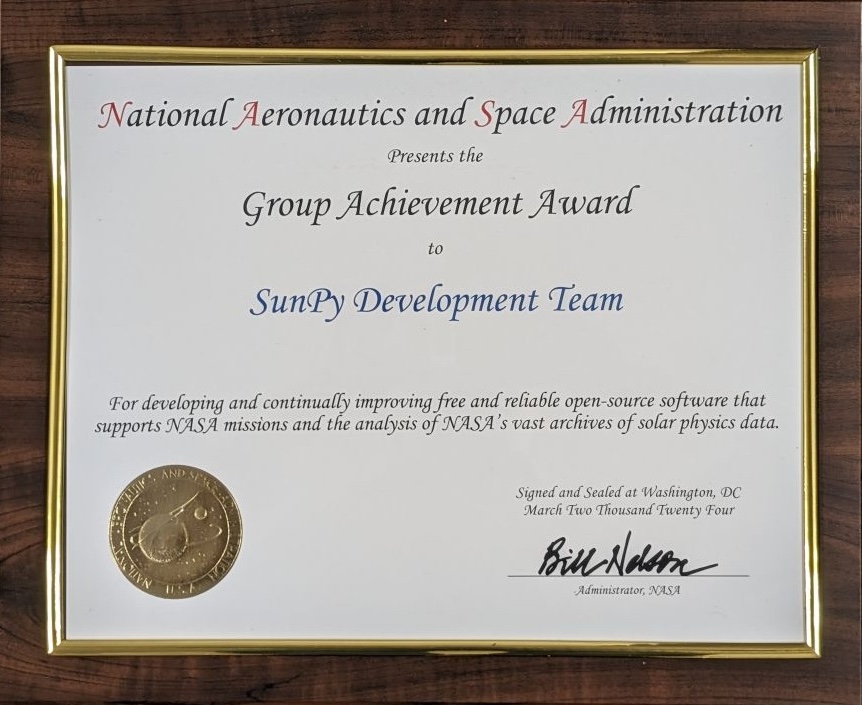 National Aeronautics and Space Administration
Presents the
Group Achievement Award
to
SunPy Development Team
For developing and continually improving free and reliable open-source software that
supports NASA missions and the analysis of NASA's vast archives of solar physics data.
Signed and Sealed at Washington, DC
March Two Thousand Twenty Four
Bill Nelson
Administrator, NASA
NATIONAL AERONAUTICS AND SPACE ADMINISTRATION
U.S.A.